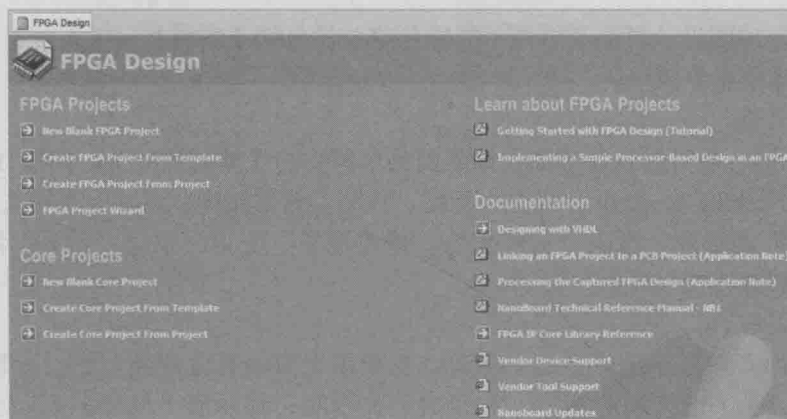 FPGA Design
FPGA Design
FPGA Projects
New Blank FPGA Project
Create FPGA Project From Template
Create FPGA Project From Project
FPGA Project Wizard
Core Projects
New Blank Core Project
Create Core Project From Template
Create Core Project From Project
Learn about FPGA Projects
Getting Started with FPGA Design (Tutorial)
Implementing a Simple Processor-Based Design in an FPGA
Documentation
Designing with VHDL
Linking an FPGA Project to a PCB Project (Application Note)
Processing the Captured FPGA Design (Application Note)
NanoBoard Technical Reference Manual - NB1
FPGA IP Core Library Reference
Vendor Device Support
Vendor Tool Support
Nanoboard Updates